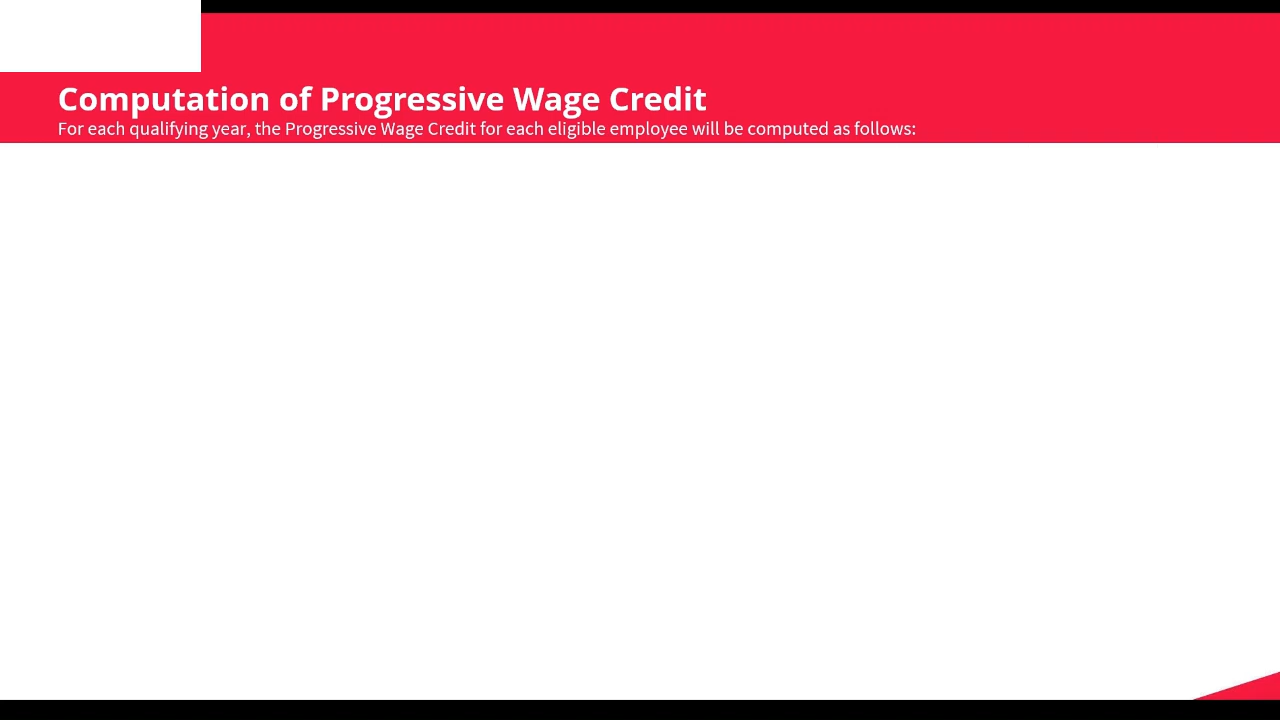 Computation of Progressive Wage Credit
For each qualifying year, the Progressive Wage Credit for each eligible employee will be computed as follows: